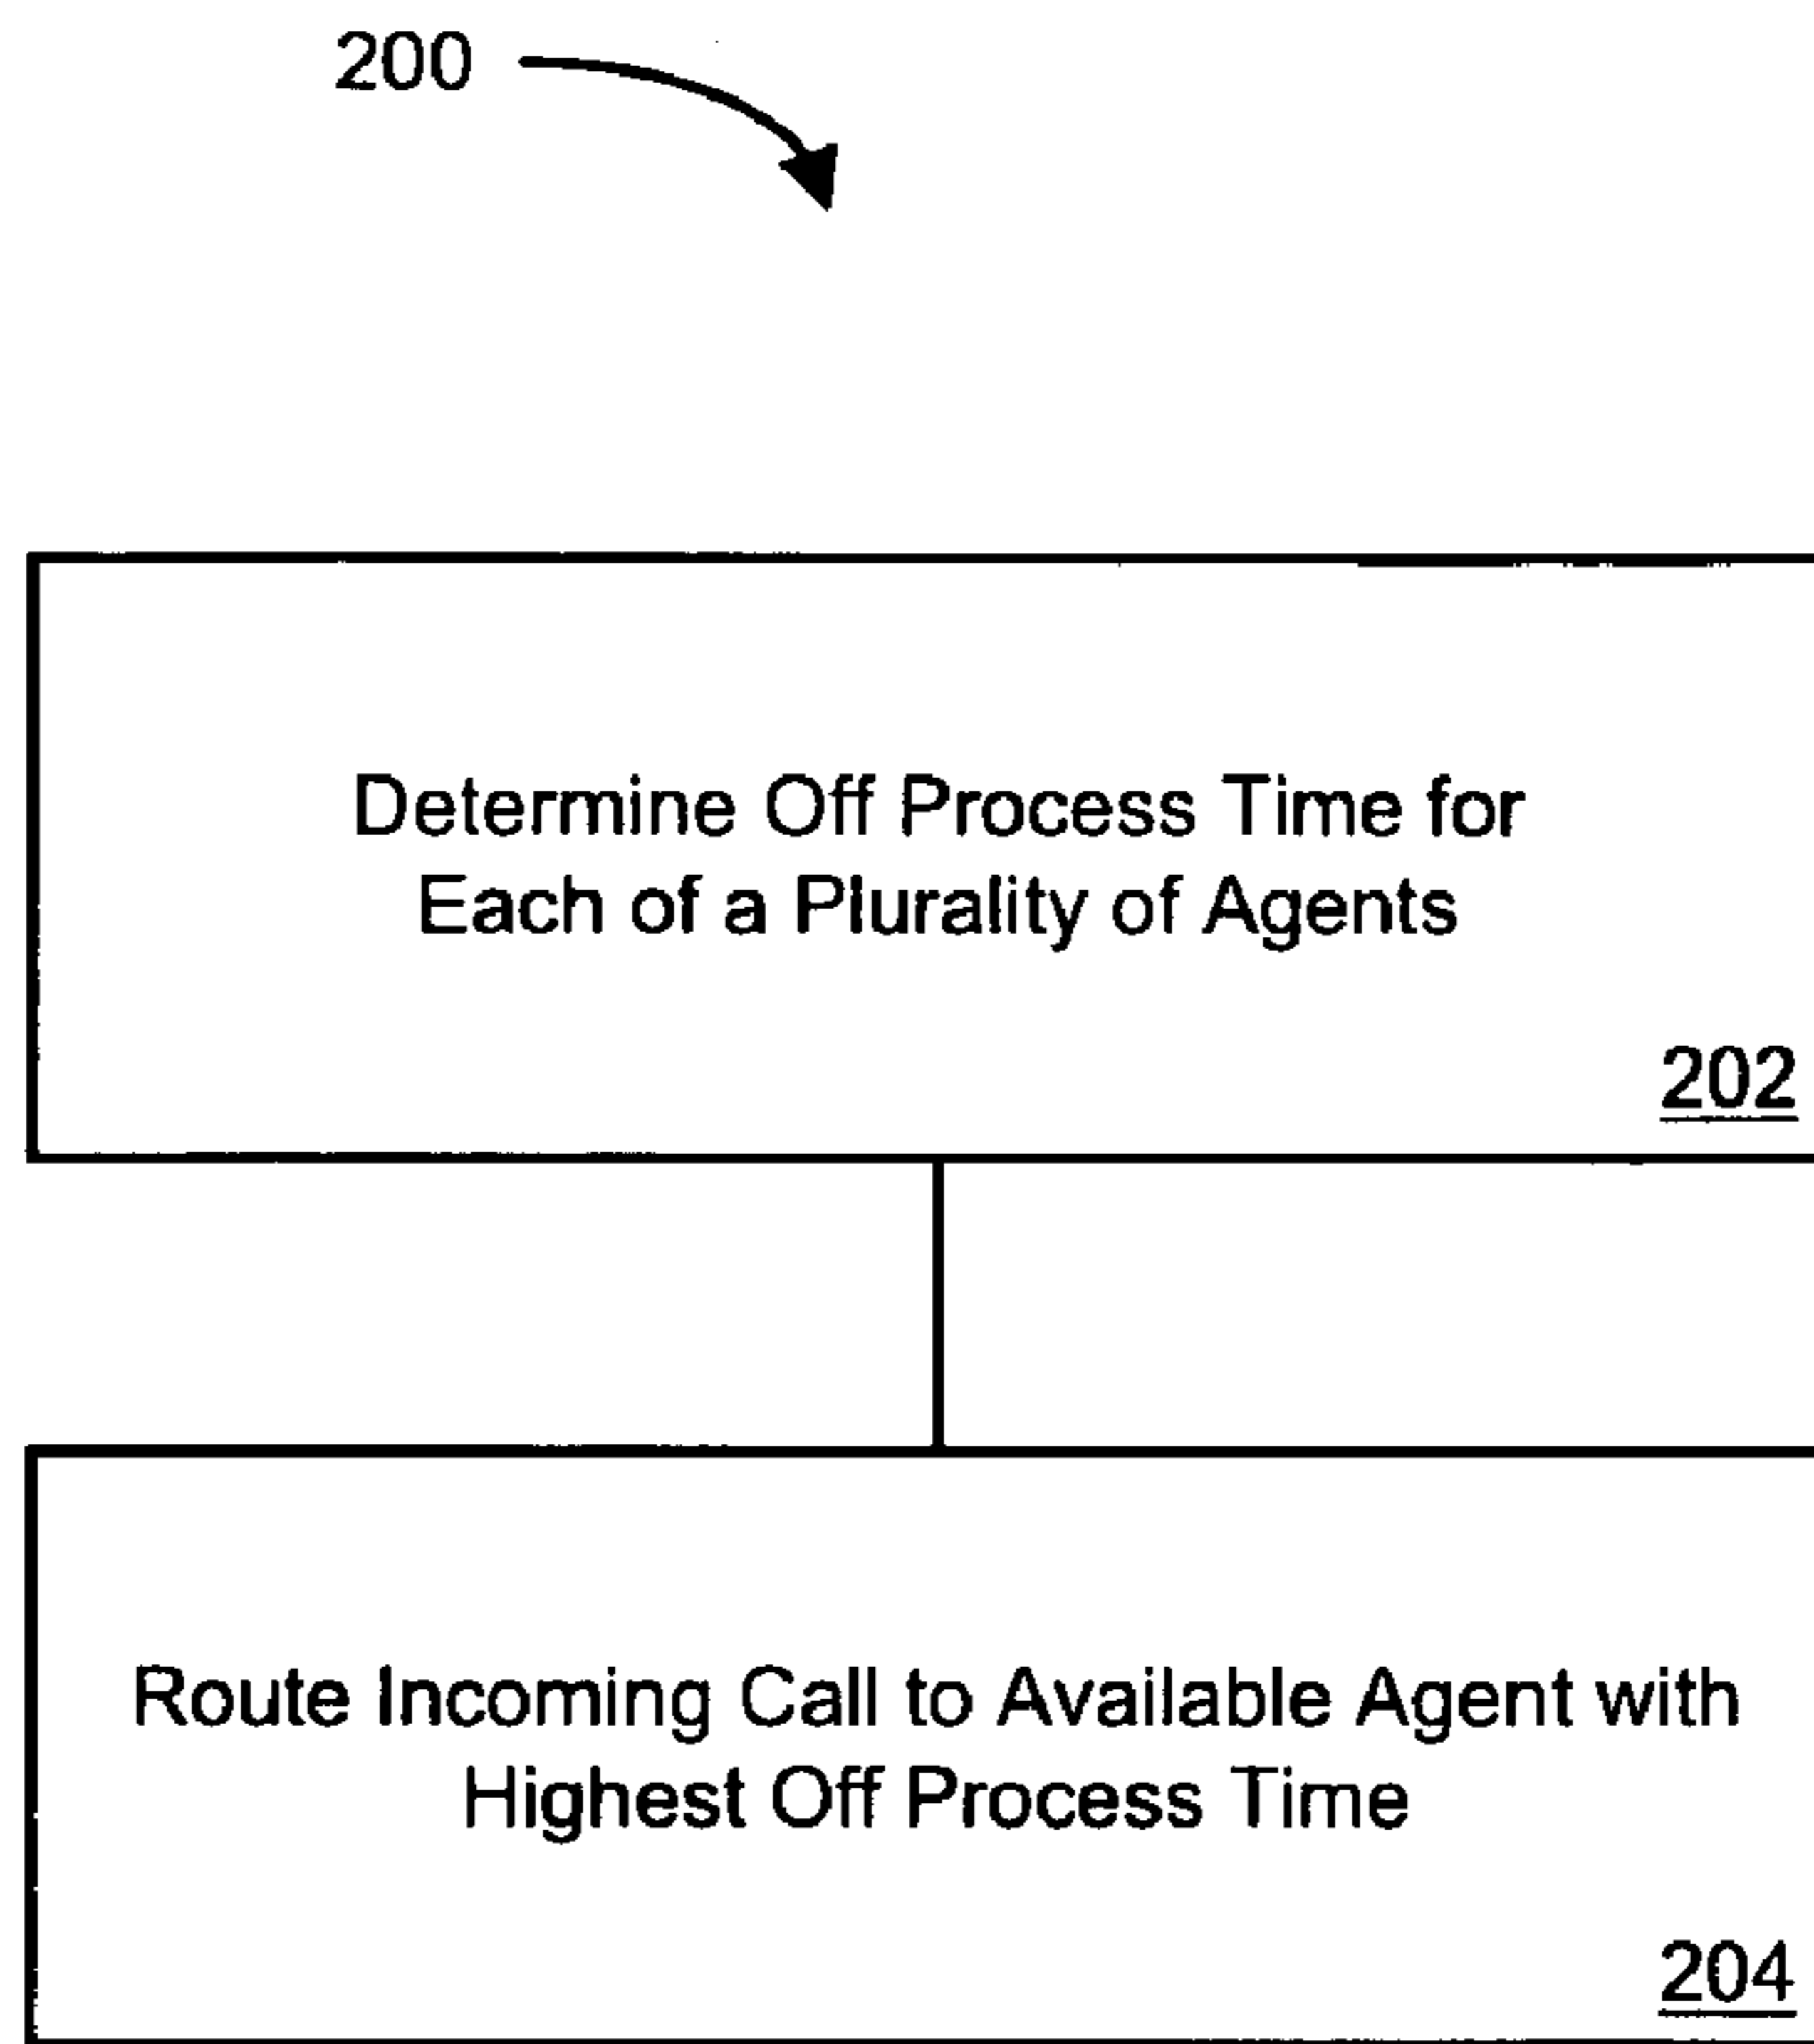 200
Determine Off Process Time for
Each of a Plurality of Agents
202
Route Incoming Call to Available Agent with
Highest Off Process Time
204